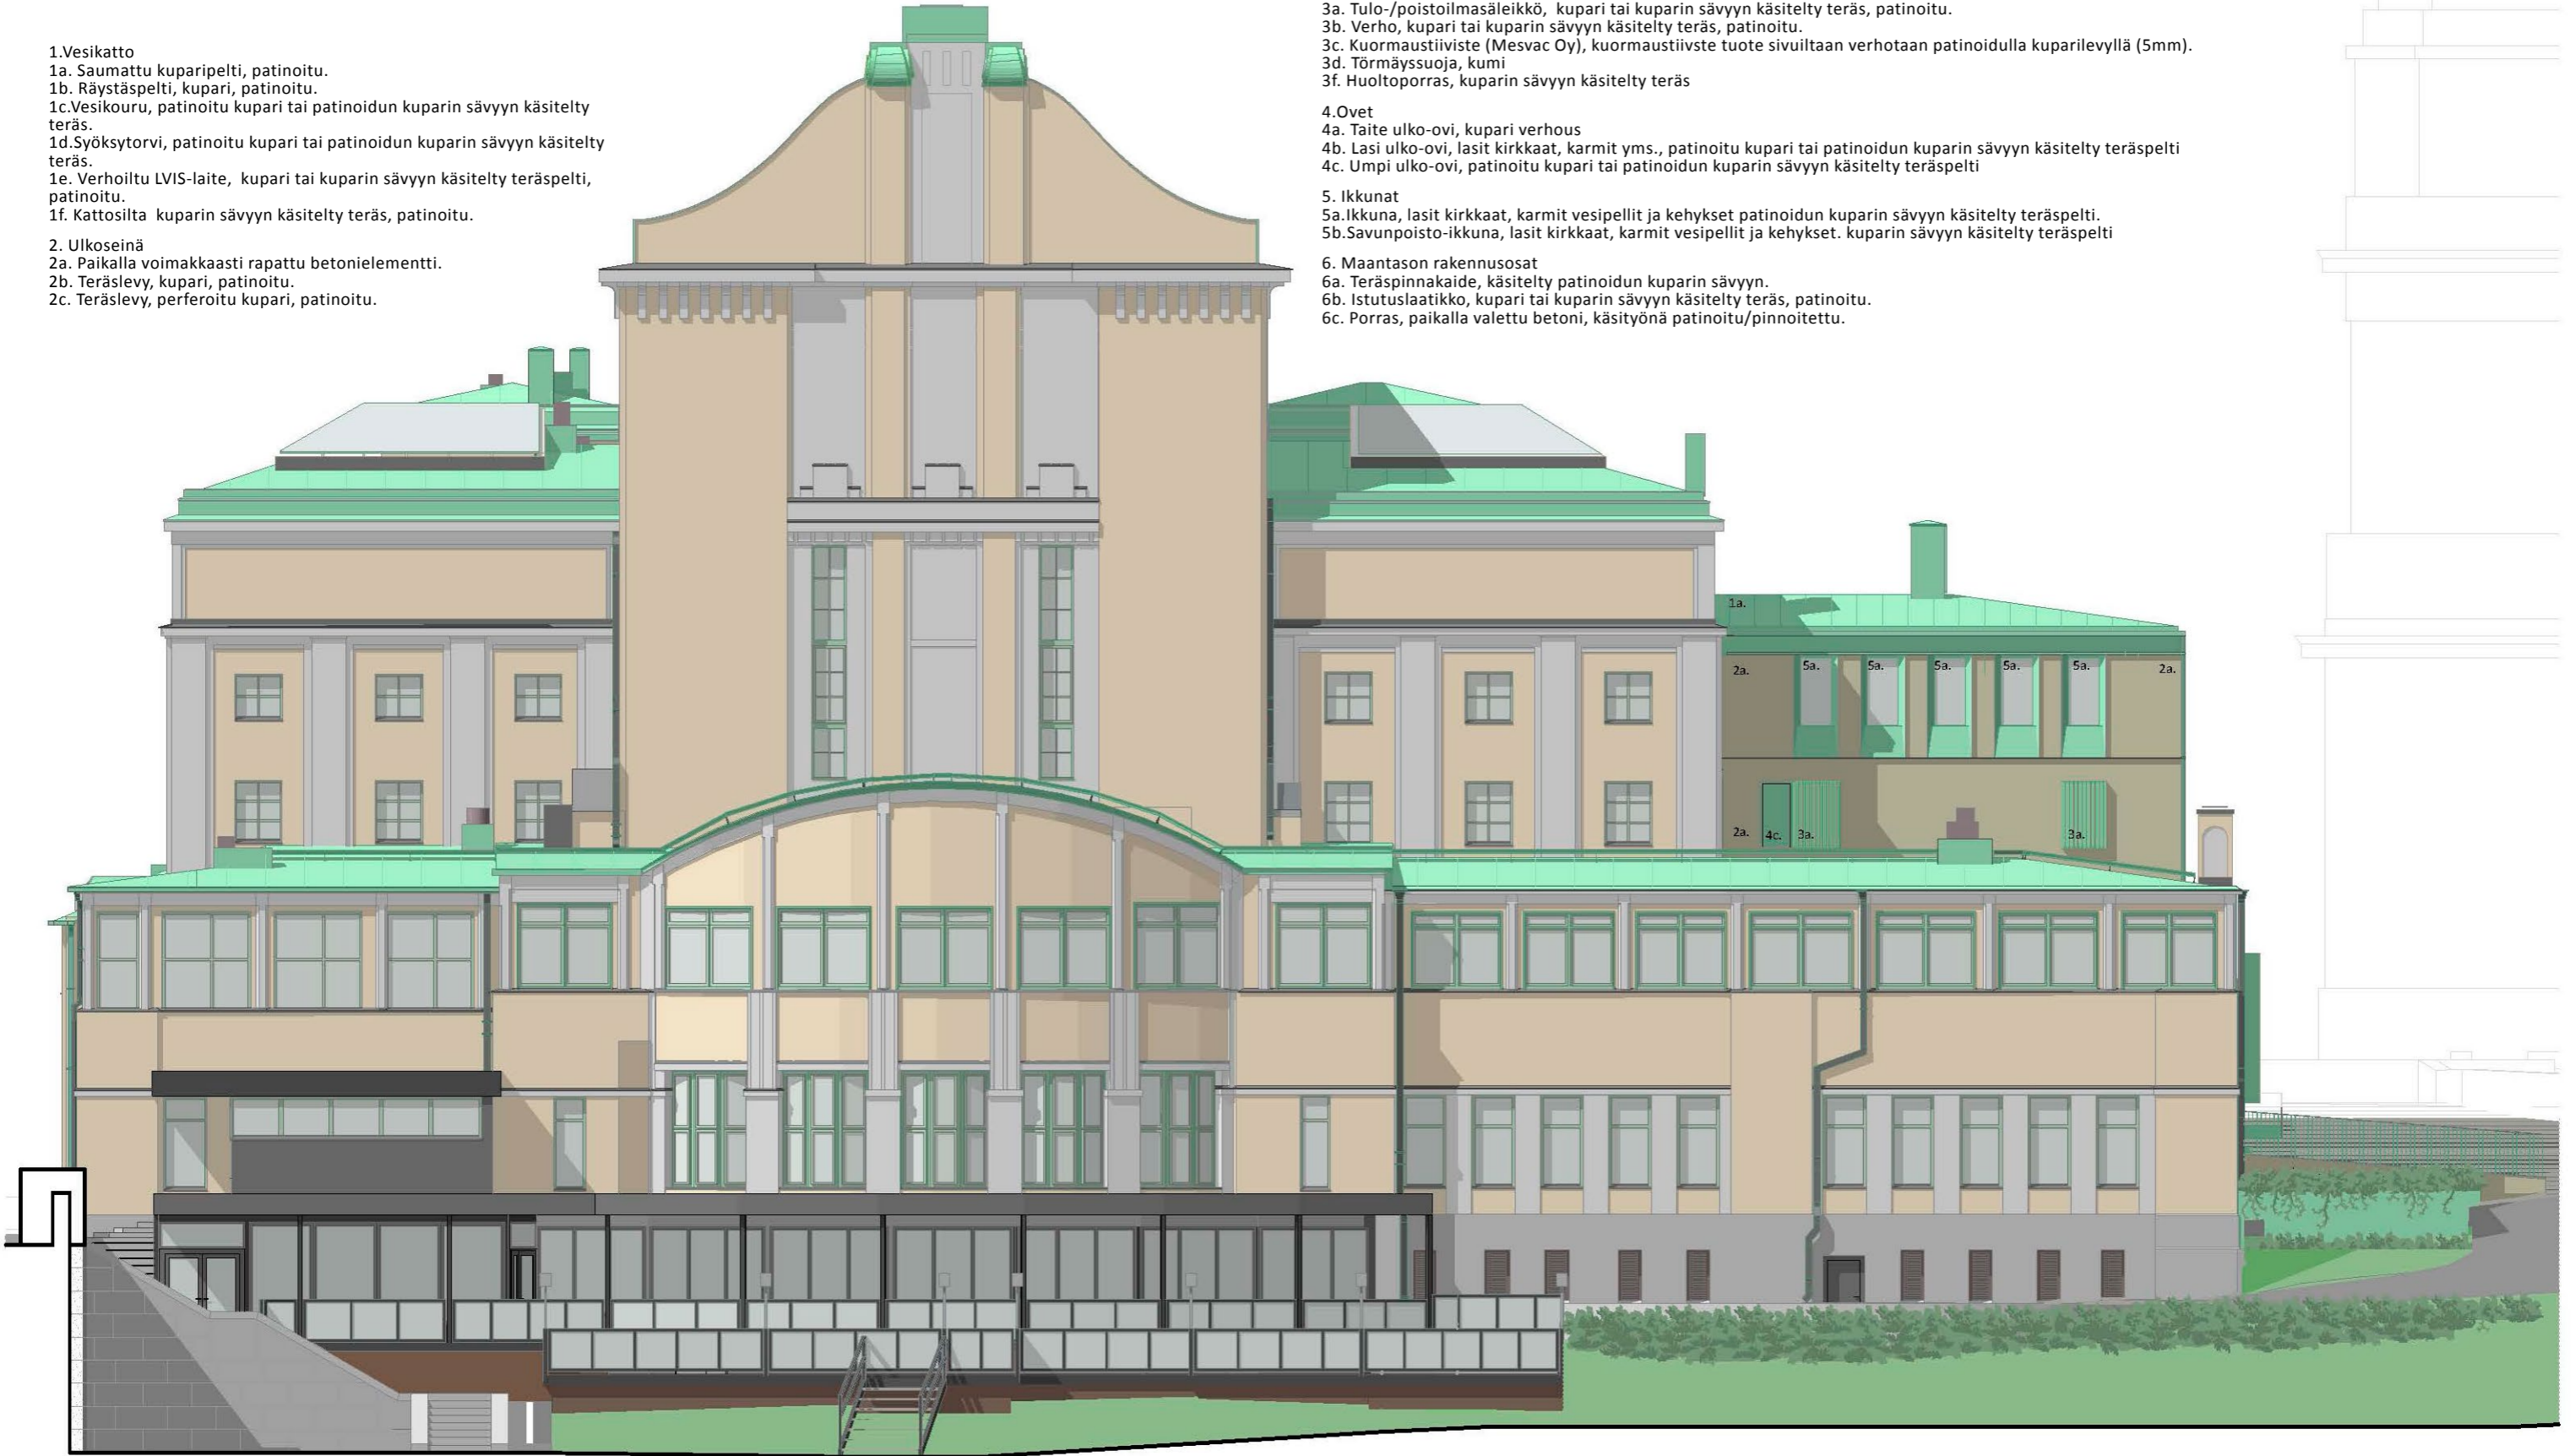 1.Vesikatto
1a. Saumattu kuparipelti, patinoitu.
1b. Räystäspelti, kupari, patinoitu.
1c.Vesikouru, patinoitu kupari tai patinoidun kuparin sävyyn käsitelty
teräs.
1d.Syöksytorvi, patinoitu kupari tai patinoidun kuparin sävyyn käsitelty
teräs.
1e. Verhoiltu LVIS-laite, kupari tai kuparin sävyyn käsitelty teräspelti,
patinoitu.
1f. Kattosilta kuparin sävyyn käsitelty teräs, patinoitu.
2. Ulkoseinä
2a. Paikalla voimakkaasti rapattu betonielementti.
2b. Teräslevy, kupari, patinoitu.
2c. Teräslevy, perferoitu kupari, patinoitu.
3a. Tulo-/poistoilmasäleikkö, kupari tai kuparin sävyyn käsitelty teräs, patinoitu.
3b. Verho, kupari tai kuparin sävyyn käsitelty teräs, patinoitu.
3c. Kuormaustiiviste (Mesvac Oy), kuormaustiivste tuote sivuiltaan verhotaan patinoidulla kuparilevyllä (5mm).
3d. Törmäyssuoja, kumi
3f. Huoltoporras, kuparin sävyyn käsitelty teräs
4.Ovet
4a. Taite ulko-ovi, kupari verhous
4b. Lasi ulko-ovi, lasit kirkkaat, karmit yms., patinoitu kupari tai patinoidun kuparin sävyyn käsitelty teräspelti
4c. Umpi ulko-ovi, patinoitu kupari tai patinoidun kuparin sävyyn käsitelty teräspelti
5. Ikkunat
5a.Ikkuna, lasit kirkkaat, karmit vesipellit ja kehykset patinoidun kuparin sävyyn käsitelty teräspelti.
5b.Savunpoisto-ikkuna, lasit kirkkaat, karmit vesipellit ja kehykset. kuparin sävyyn käsitelty teräspelti
6. Maantason rakennusosat
6a. Teräspinnakaide, käsitelty patinoidun kuparin sävyyn.
6b. Istutuslaatikko, kupari tai kuparin sävyyn käsitelty teräs, patinoitu.
6c. Porras, paikalla valettu betoni, käsityönä patinoitu/pinnoitettu.
1a.
2a. 5a. 5a. 5a. 5a. 5a. 2a.
2a. 4c. 3a. 3a.